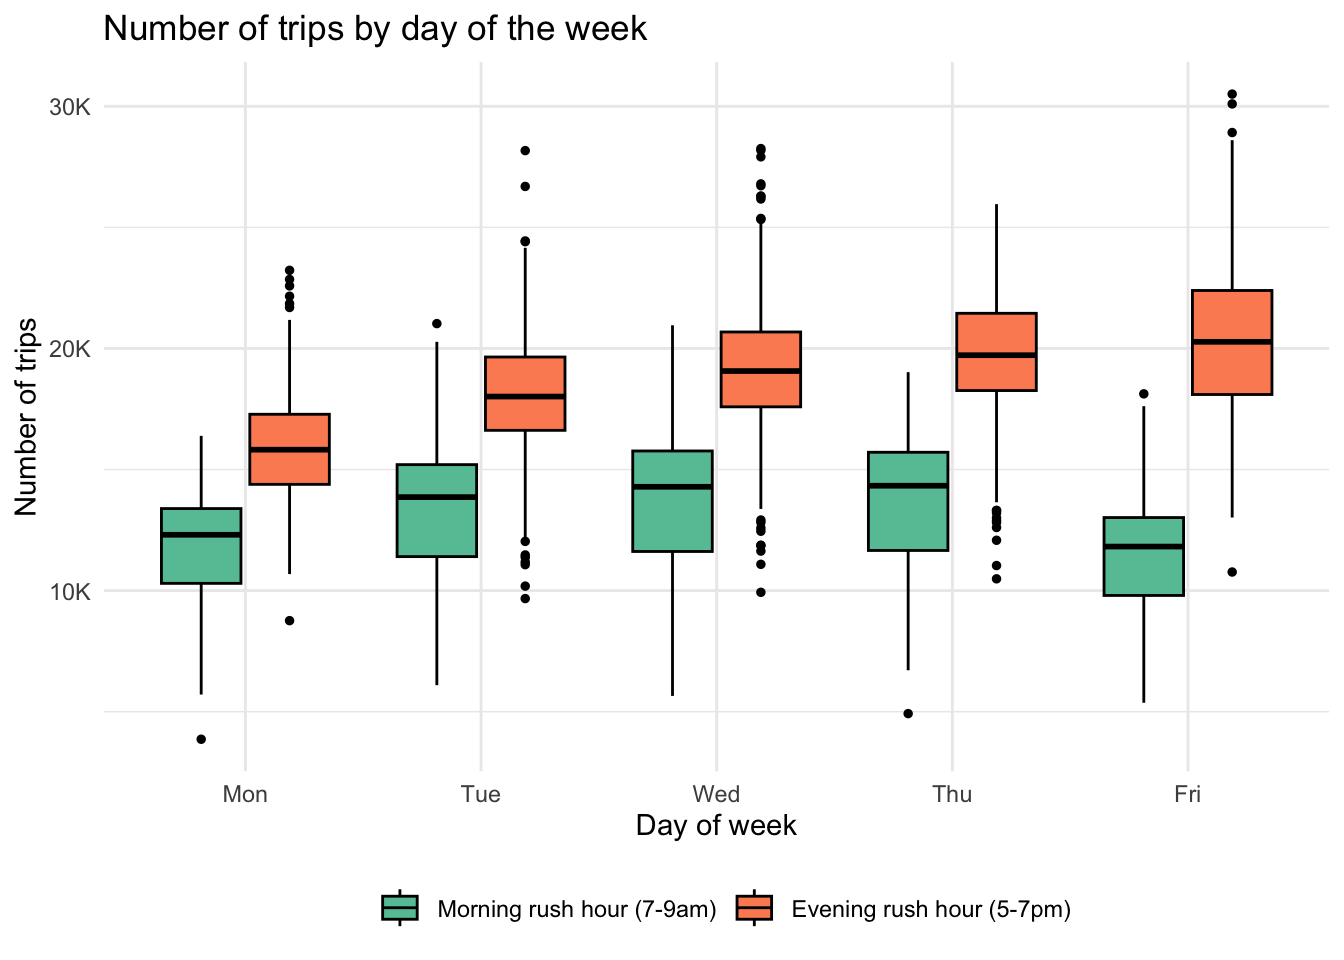 Number of trips by day of the week
30K
20K
10K
Number of trips
Mon Tue Wed Thu Fri
Day of week
Morning rush hour (7-9am) Evening rush hour (5-7pm)